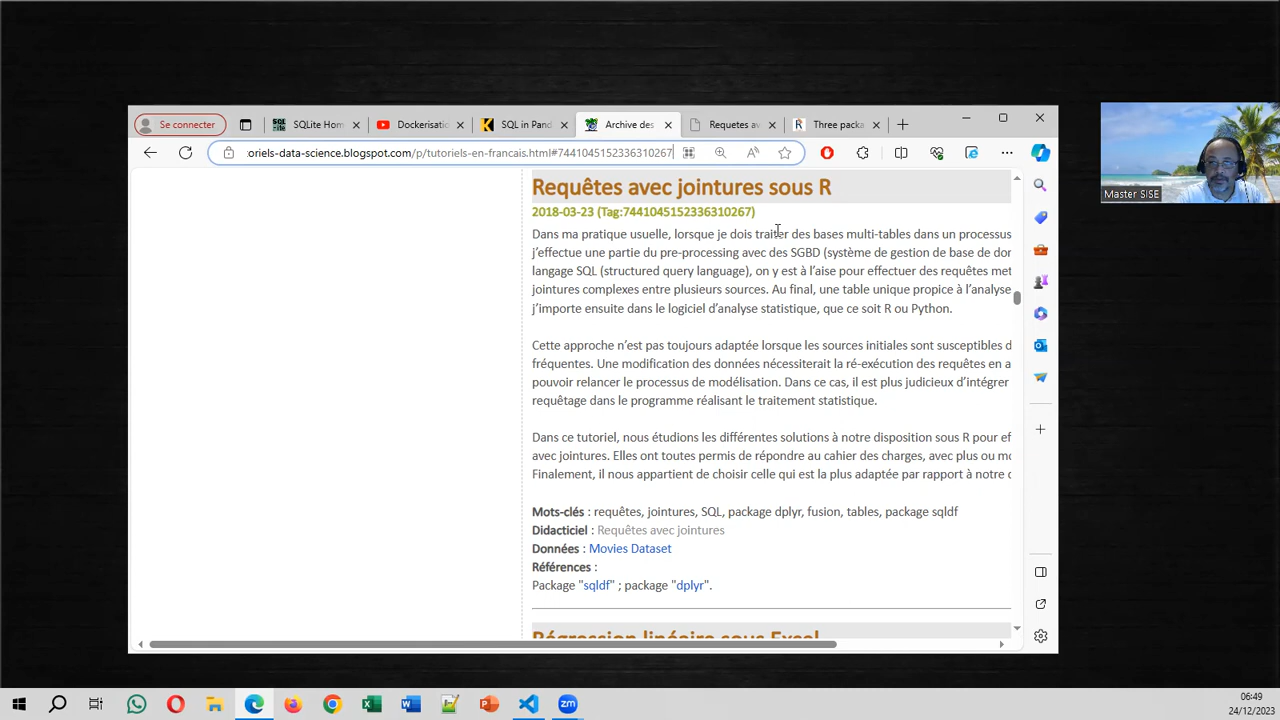 Se connecter
SQLite Hom
Dockerisati
SQL in Pand
Archive des
Requetes av
Three packa
:oriels-data-science.blogspot.com/p/tutoriels-en-francais.html#7441045152336310267
Master SISE
Requêtes avec jointures sous R
2018-03-23 (Tag:7441045152336310267)
Dans ma pratique usuelle, lorsque je dois traiter des bases multi-tables dans un processus
j’effectue une partie du pre-processing avec des SGBD (système de gestion de base de dor
langage SQL (structured query language), on y est à l’aise pour effectuer des requêtes met
jointures complexes entre plusieurs sources. Au final, une table unique propice à l’analyse
j’importe ensuite dans le logiciel d’analyse statistique, que ce soit R ou Python.
Cette approche n’est pas toujours adaptée lorsque les sources initiales sont susceptibles d
fréquentes. Une modification des données nécessiterait la ré-exécution des requêtes en a
pouvoir relancer le processus de modélisation. Dans ce cas, il est plus judicieux d’intégrer
requêtage dans le programme réalisant le traitement statistique.
Dans ce tutoriel, nous étudions les différentes solutions à notre disposition sous R pour ef
avec jointures. Elles ont toutes permis de répondre au cahier des charges, avec plus ou mo
Finalement, il nous appartient de choisir celle qui est la plus adaptée par rapport à notre c
Mots-clés : requêtes, jointures, SQL, package dplyr, fusion, tables, package sqldf
Didacticiel : Requêtes avec jointures
Données : Movies Dataset
Références :
Package "sqldf" ; package "dplyr".
Régression linéaire sous Excel
06:49
24/12/2023